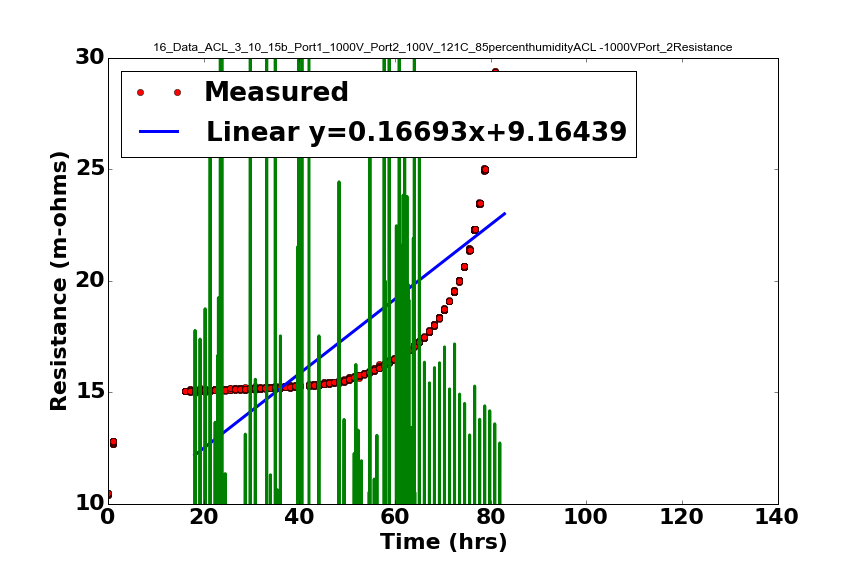 16_Data_ACL_3_10_15b_Port1_1000V_Port2_100V_121C_85percenthumidityACL -1000VPort_2Resistance
Measured
Linear y=0.16693x+9.16439
30
25
20
15
10
Resistance (m-ohms)
0 20 40 60 80 100 120 140
Time (hrs)